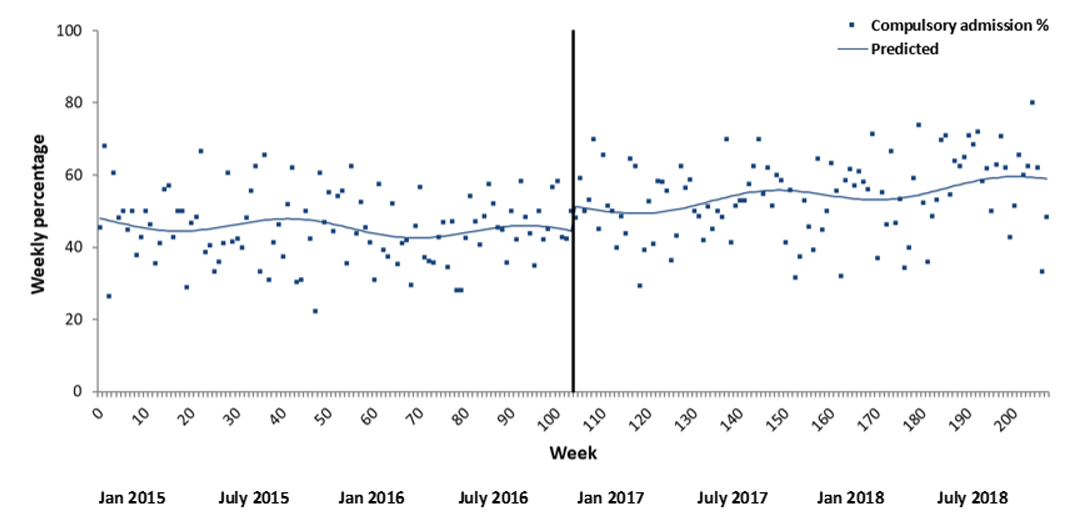 Compulsory admission %
Predicted
Weekly percentage
100
80
60
40
20
0
0 10 20 30 40 50 60 70 80 90 100 110 120 130 140 150 160 170 180 190 200
Week
Jan 2015 July 2015 Jan 2016 July 2016 Jan 2017 July 2017 Jan 2018 July 2018